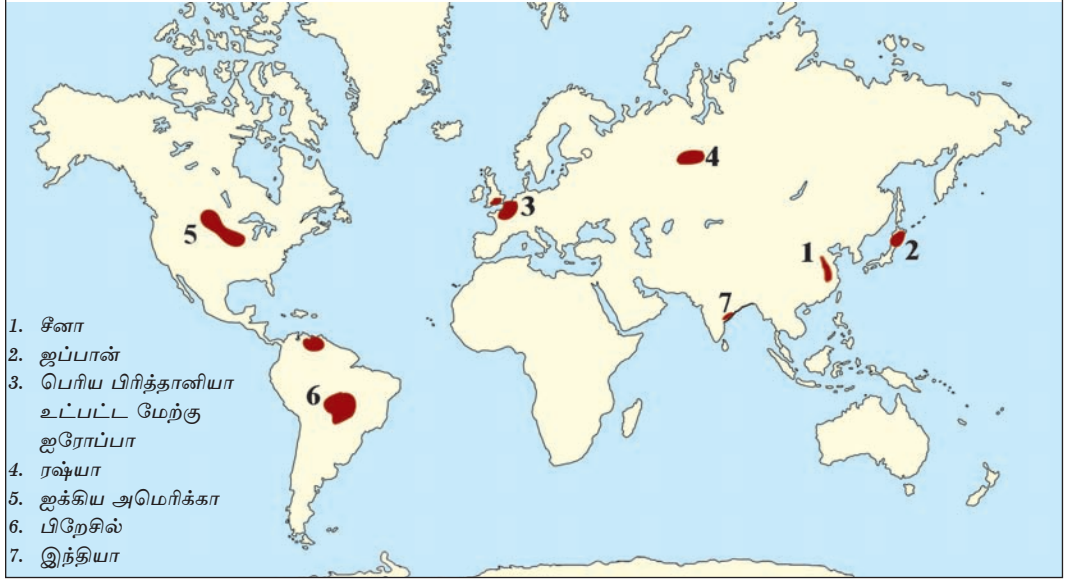 4
3
5
1
2
7
6
1. சீனா
2. ஜப்பான்
3. பெரிய பிரித்தானியா
உட்பட்ட மேற்கு
ஐரோப்பா
4. ரஷ்யா
5. ஐக்கிய அமெரிக்கா
6. பிறேசில்
7. இந்தியா